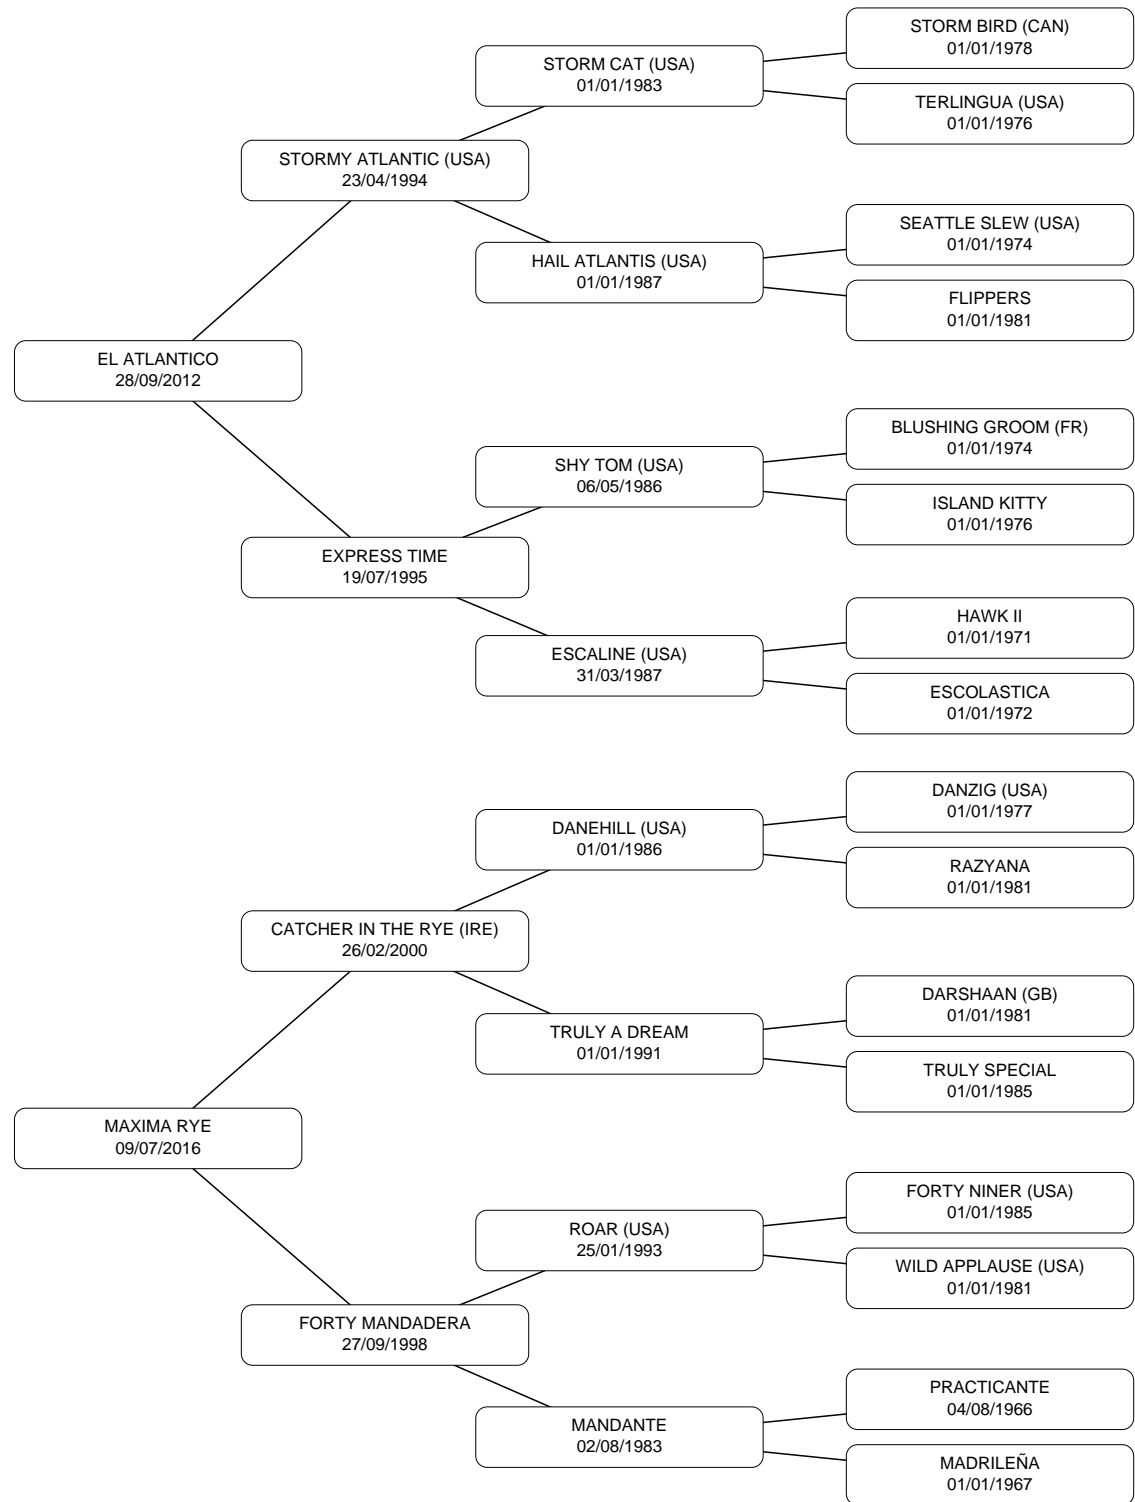 STORM BIRD (CAN)
01/01/1978
STORM CAT (USA)
01/01/1983
TERLINGUA (USA)
01/01/1976
STORMY ATLANTIC (USA)
23/04/1994
SEATTLE SLEW (USA)
01/01/1974
HAIL ATLANTIS (USA)
01/01/1987
FLIPPERS
01/01/1981
EL ATLANTICO
28/09/2012
BLUSHING GROOM (FR)
01/01/1974
SHY TOM (USA)
06/05/1986
ISLAND KITTY
01/01/1976
EXPRESS TIME
19/07/1995
HAWK II
01/01/1971
ESCALINE (USA)
31/03/1987
ESCOLASTICA
01/01/1972
DANZIG (USA)
01/01/1977
DANEHILL (USA)
01/01/1986
RAZYANA
01/01/1981
CATCHER IN THE RYE (IRE)
26/02/2000
DARSHAAN (GB)
01/01/1981
TRULY A DREAM
01/01/1991
TRULY SPECIAL
01/01/1985
MAXIMA RYE
09/07/2016
FORTY NINER (USA)
01/01/1985
ROAR (USA)
25/01/1993
WILD APPLAUSE (USA)
01/01/1981
FORTY MANDADERA
27/09/1998
PRACTICANTE
04/08/1966
MANDANTE
02/08/1983
MADRILEÑA
01/01/1967